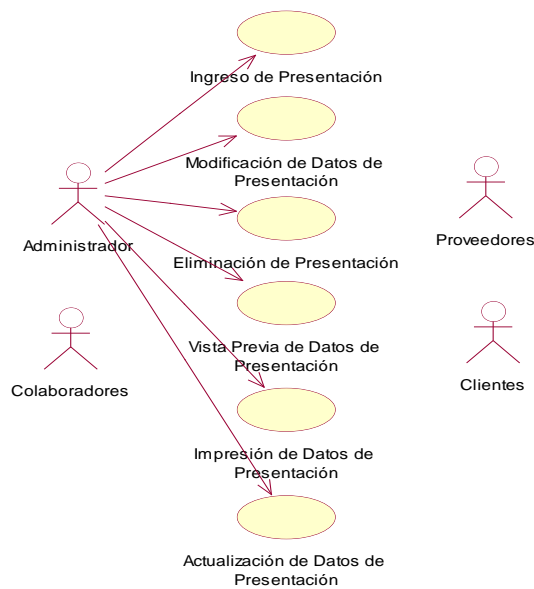 Ingreso de Presentación
Modificación de Datos de
Presentación
Administrador
Proveedores
Eliminación de Presentación
Vista Previa de Datos de
Presentación
Colaboradores
Clientes
Impresión de Datos de
Presentación
Actualización de Datos de
Presentación